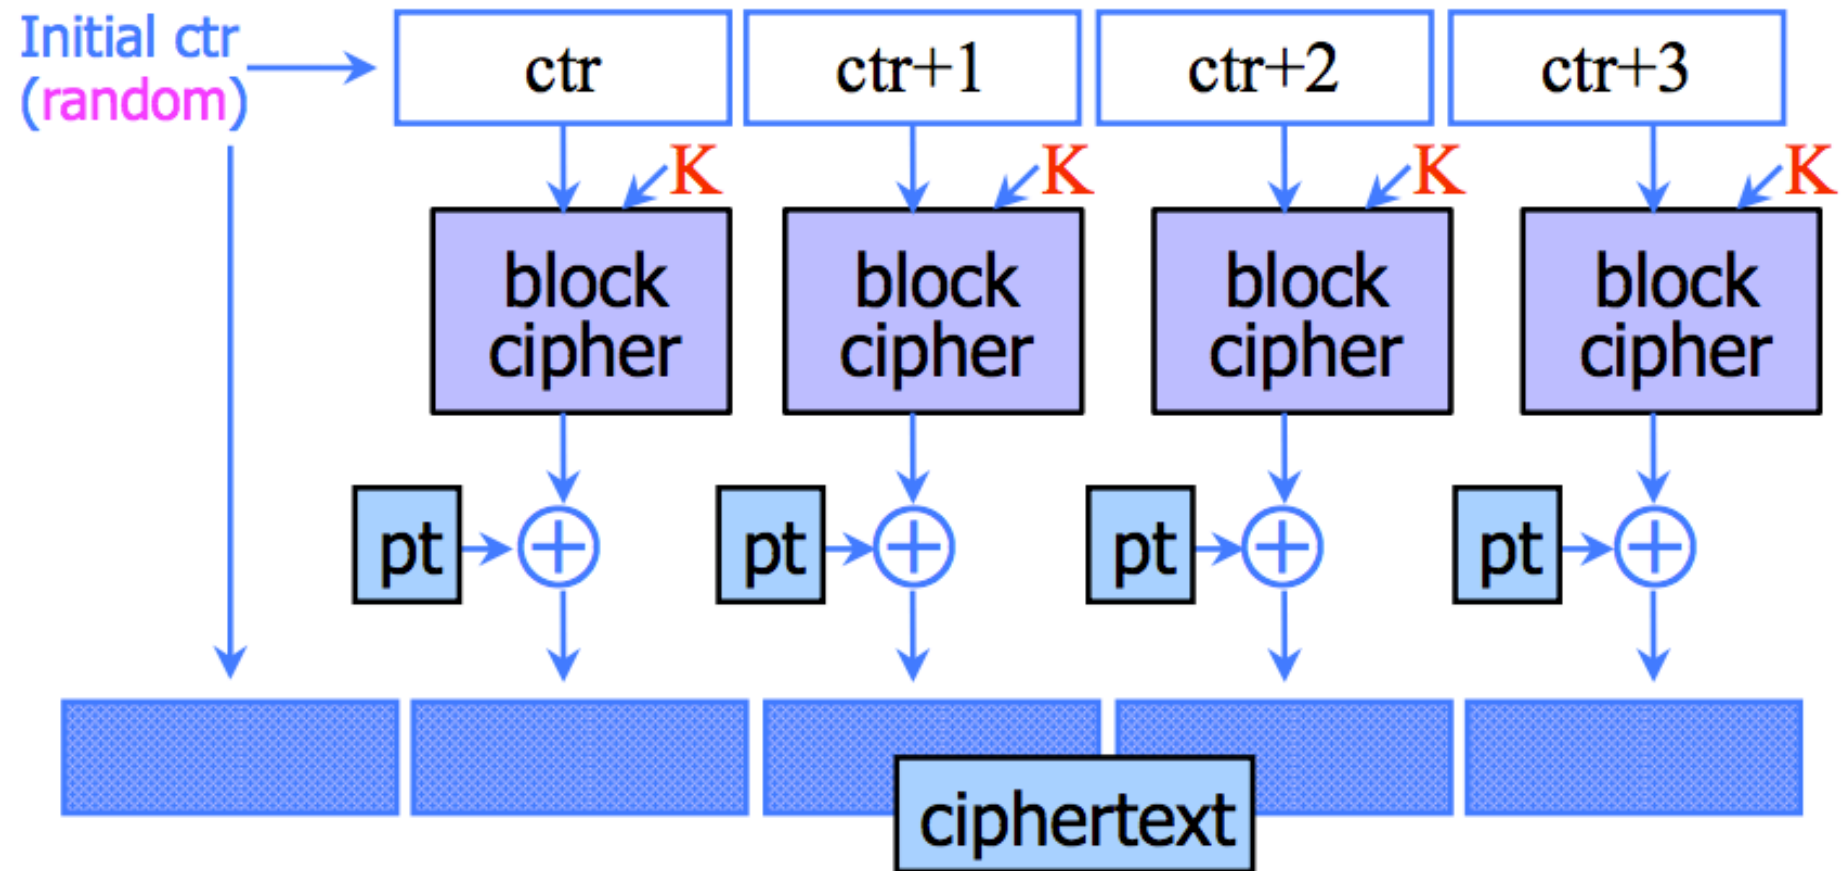 Initial ctr
(random)
ctr
ctr+1
ctr+2
ctr+3
K
K
K
K
block
cipher
block
cipher
block
cipher
block
cipher
pt
pt
pt
pt
ciphertext